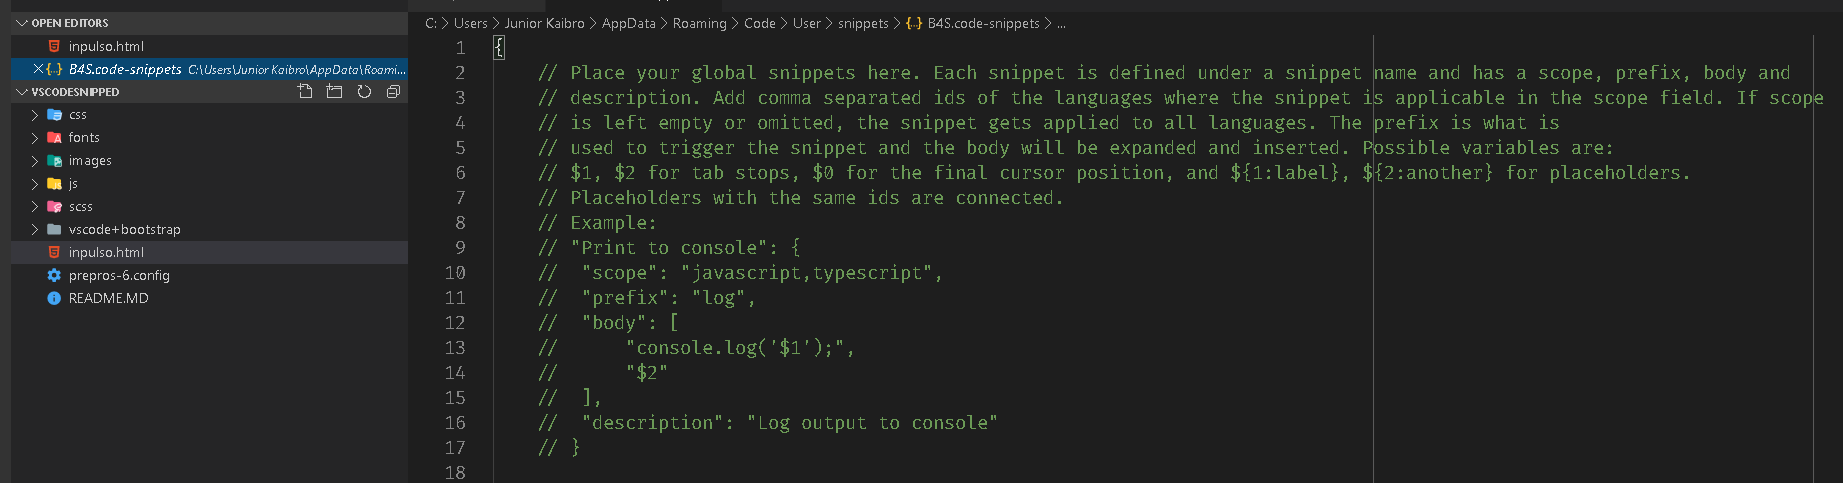 OPEN EDITORS
inpulso.html
B4S.code-snippets C:\Users\Junior Kaibro\AppData\Roami...
VSCODESNIPPED
css
fonts
images
js
scss
vscode+bootstrap
inpulso.html
prepros-6.config
README.MD
C: > Users > Junior Kaibro > AppData > Roaming > Code > User > snippets > {..} B4S.code-snippets > ...
1 {
2 // Place your global snippets here. Each snippet is defined under a snippet name and has a scope, prefix, body and
3 // description. Add comma separated ids of the languages where the snippet is applicable in the scope field. If scope
4 // is left empty or omitted, the snippet gets applied to all languages. The prefix is what is
5 // used to trigger the snippet and the body will be expanded and inserted. Possible variables are:
6 // $1, $2 for tab stops, $0 for the final cursor position, and ${1:label}, ${2:another} for placeholders.
7 // Placeholders with the same ids are connected.
8 // Example:
9 // "Print to console": {
10 // "scope": "javascript,typescript",
11 // "prefix": "log",
12 // "body": [
13 // "console.log('$1');",
14 // "$2"
15 // ],
16 // "description": "Log output to console"
17 // }
18